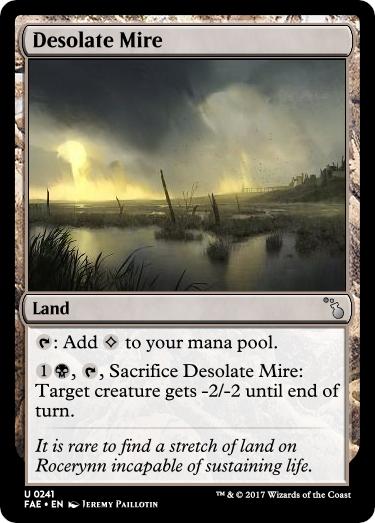 Desolate Mire
Land
: Add to your mana pool.
1 , , Sacrifice Desolate Mire:
Target creature gets -2/-2 until end of
turn.
It is rare to find a stretch of land on
Rocerynn incapable of sustaining life.
U 0241
FAE • EN JEREMY PAILLOTIN
™ & © 2017 Wizards of the Coast